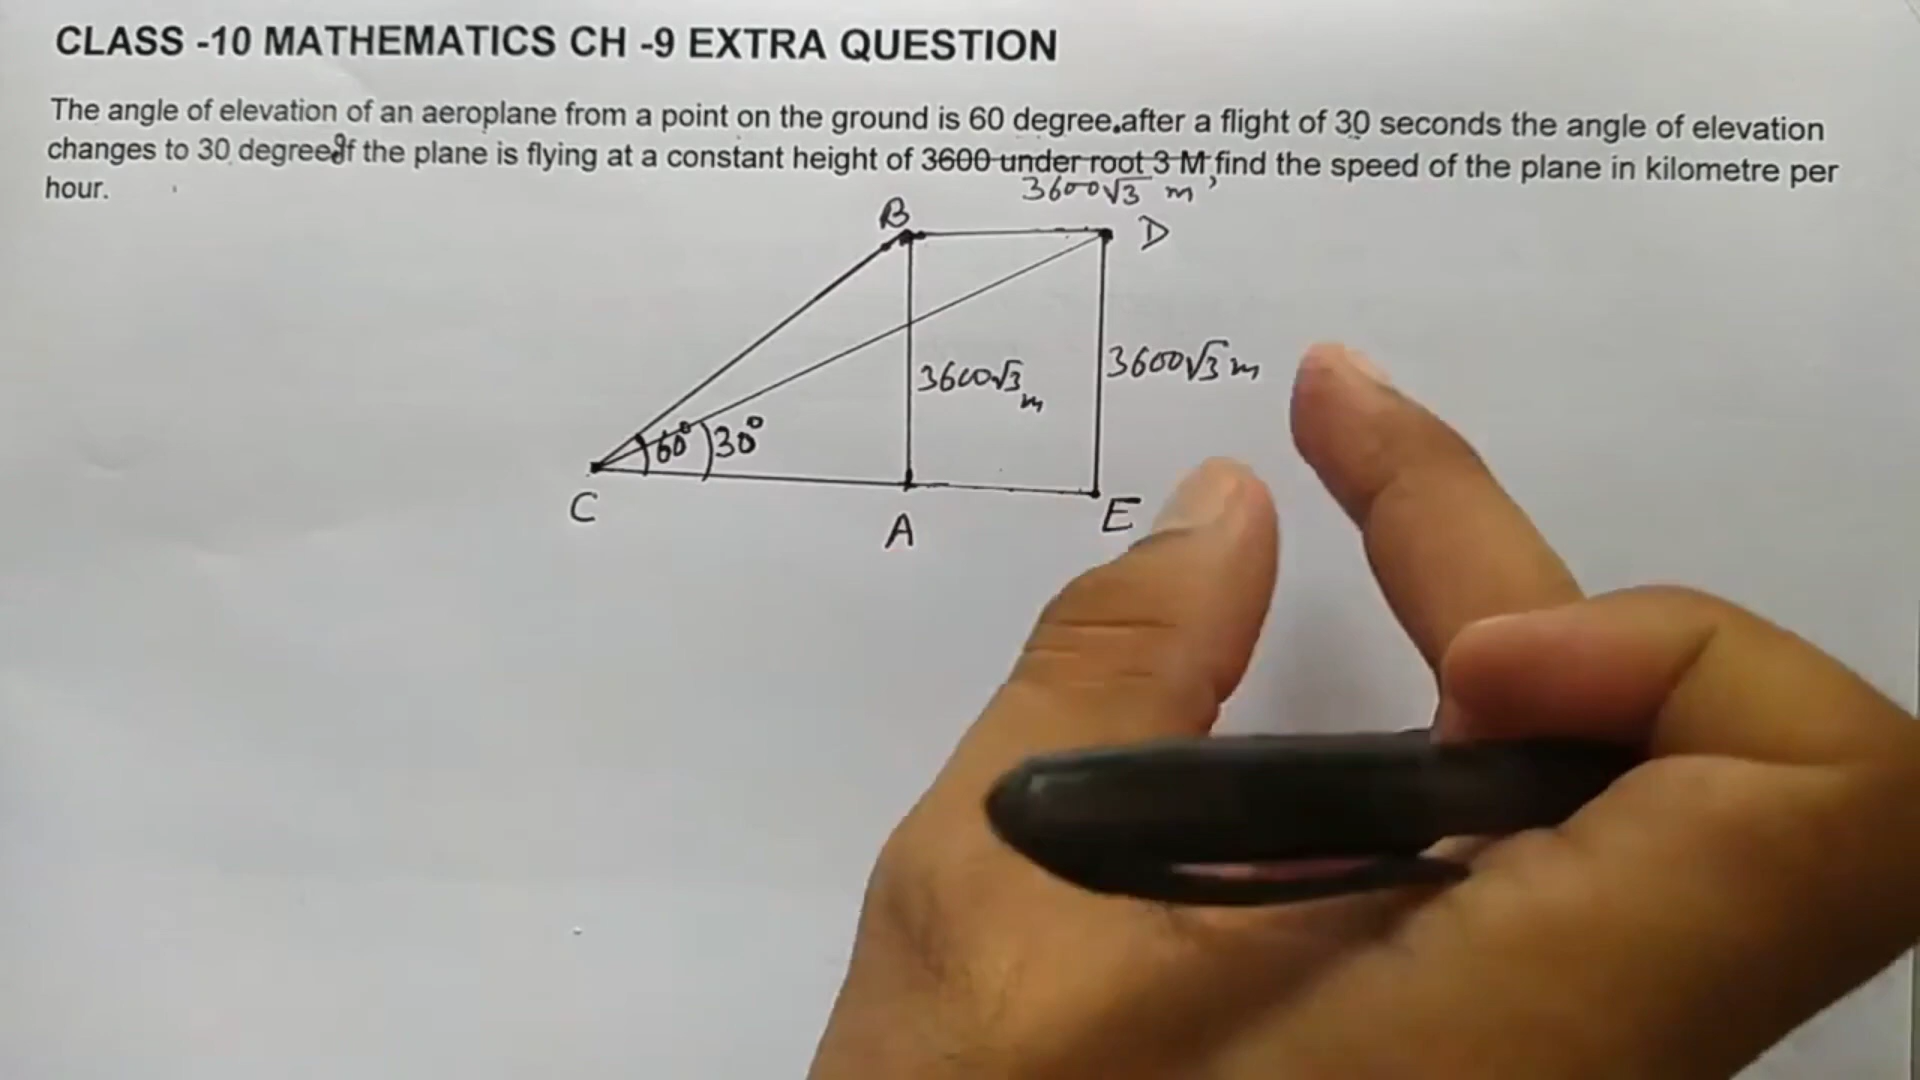 CLASS -10 MATHEMATICS CH -9 EXTRA QUESTION
The angle of elevation of an aeroplane from a point on the ground is 60 degree.after a flight of 30 seconds the angle of elevation
changes to 30 degree If the plane is flying at a constant height of 3600 under root 3 M find the speed of the plane in kilometre per
hour.
3600√3 m,
B
D
3600√3 m
3600√3 m
60° 30°
C
A
E